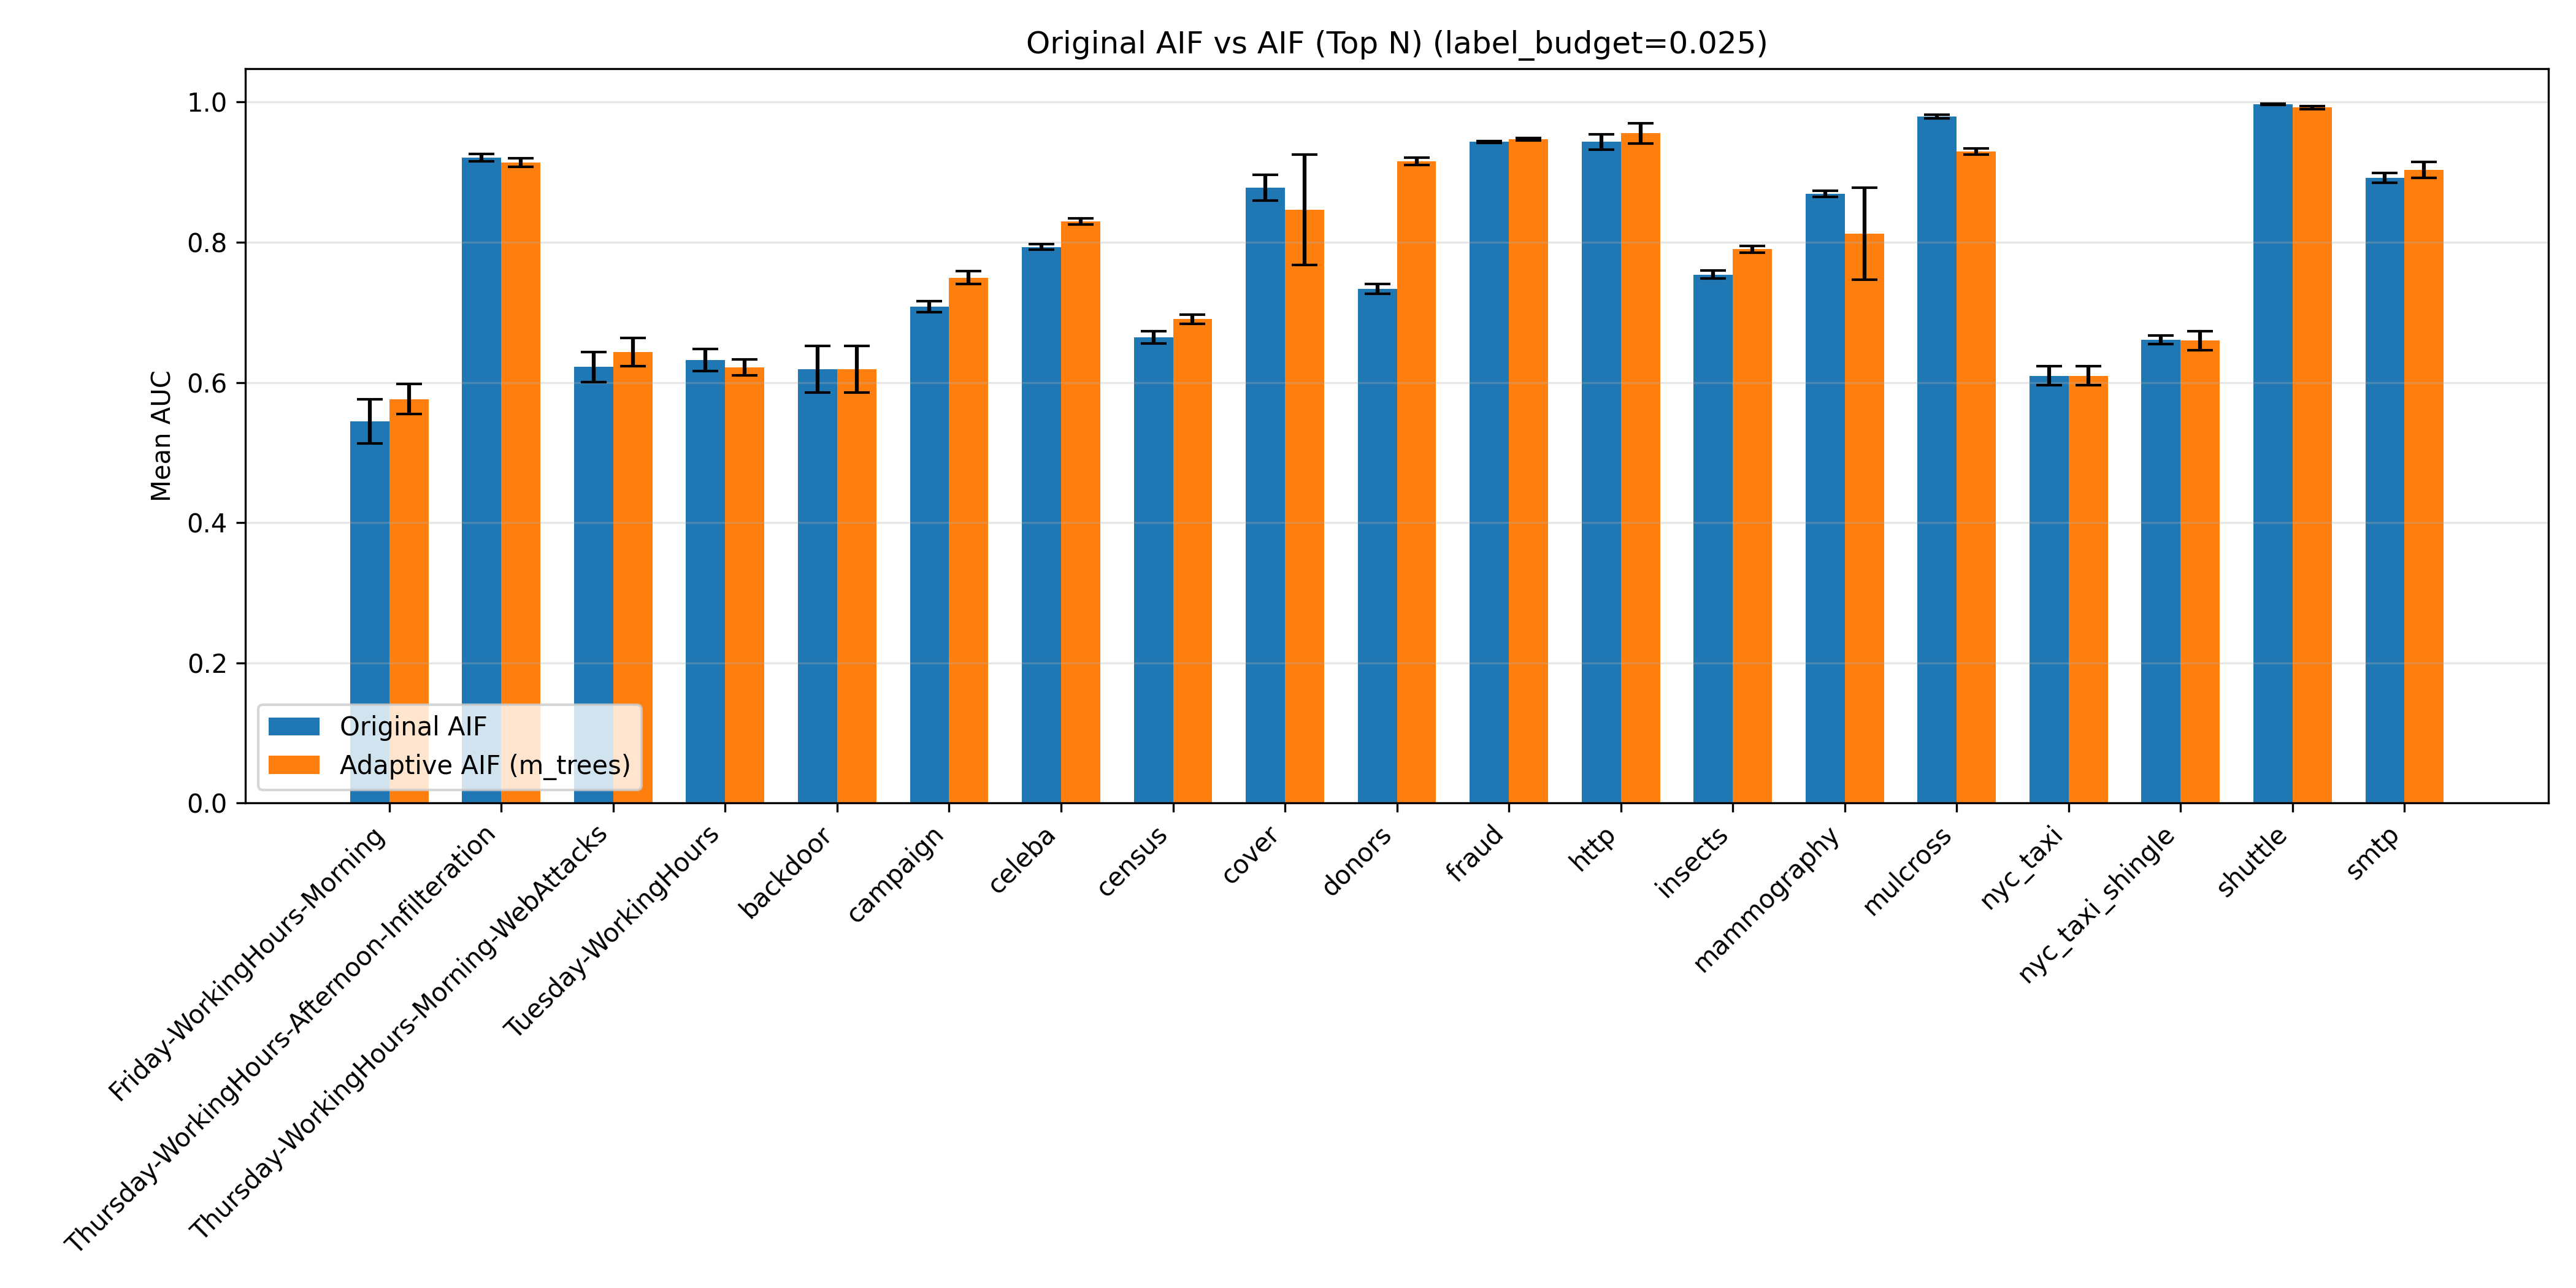 Original AIF vs AIF (Top N) (label_budget=0.025)
Mean AUC
1.0
0.8
0.6
0.4
0.2
0.0
Original AIF
Adaptive AIF (m_trees)
Friday-WorkingHours-Morning
Thursday-WorkingHours-Afternoon-Infilteration
Thursday-WorkingHours-Morning-WebAttacks
Tuesday-WorkingHours
backdoor
campaign
celeba
census
cover
donors
fraud
http
insects
mammography
mulcross
nyc_taxi
nyc_taxi_shingle
shuttle
smtp